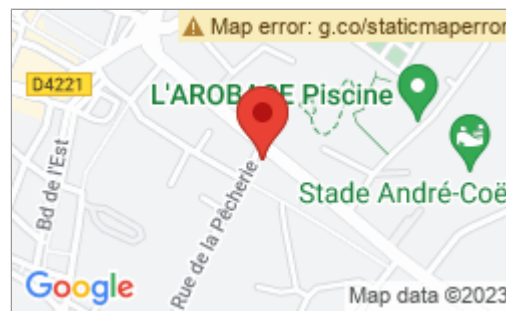 Map error: g.co/staticmaperror
D4221
L'AROBASE Piscine
Bd de l'Est
Stade André-Coë
Rue de la Pêcherie
Google
Map data ©2023